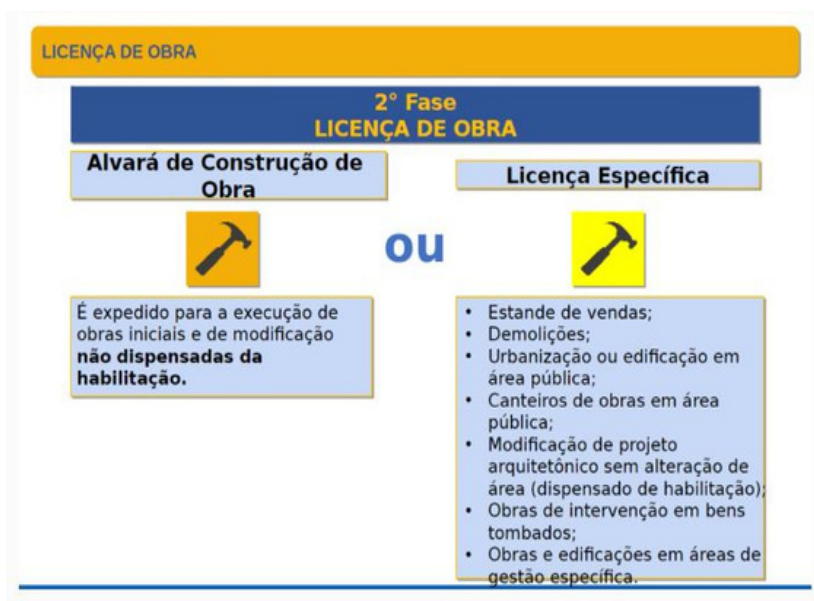 LICENÇA DE OBRA
2° Fase
LICENÇA DE OBRA
Alvará de Construção de
Obra
Licença Específica
ou
É expedido para a execução de
obras iniciais e de modificação
não dispensadas da
habilitação.
• Estande de vendas;
• Demolições;
• Urbanização ou edificação em
área pública;
• Canteiros de obras em área
pública;
• Modificação de projeto
arquitetônico sem alteração de
área (dispensado de habilitação);
• Obras de intervenção em bens
tombados;
• Obras e edificações em áreas de
gestão específica.